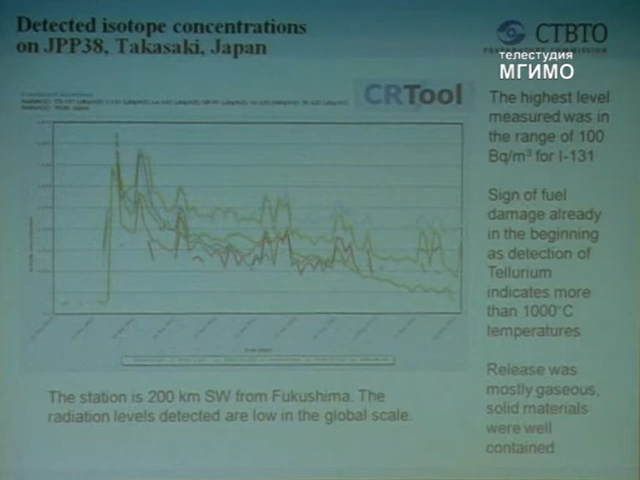 Detected isotope concentrations
on JPP38, Takasaki, Japan
CTBTO
PREPARATORY COMMISSION
телестудия
МГИМО
CRTool
The highest level
measured was in
the range of 100
Bq/m³ for I-131
Sign of fuel
damage already
in the beginning
as detection of
Tellurium
indicates more
than 1000°C
temperatures
Release was
mostly gaseous,
solid materials
were well
contained
The station is 200 km SW from Fukushima. The
radiation levels detected are low in the global scale.